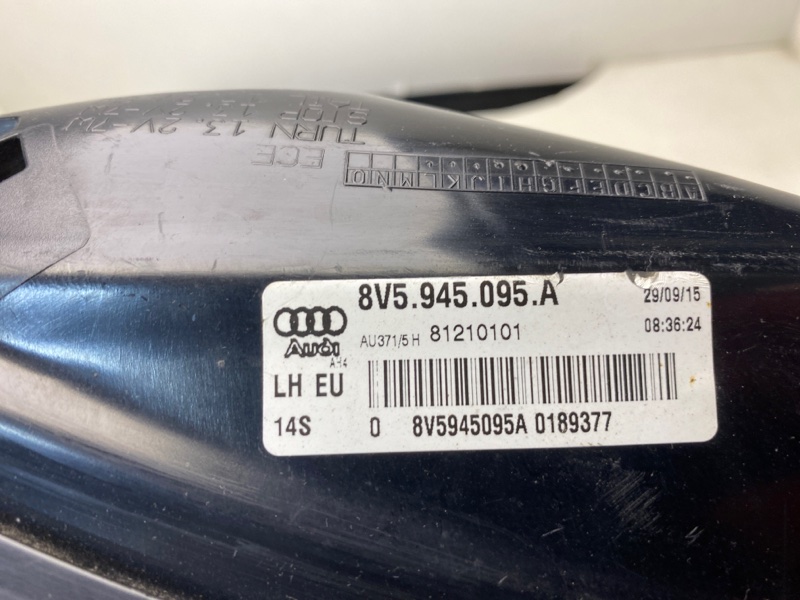 TURN 13.2V-7W
STOP
ECE
A B C D E F G H I J K L M N O
8V5.945.095.A
29/09/15
Audi
AU371/5 H 81210101
08:36:24
AH4
LH EU
14S
0 8V5945095A 0189377